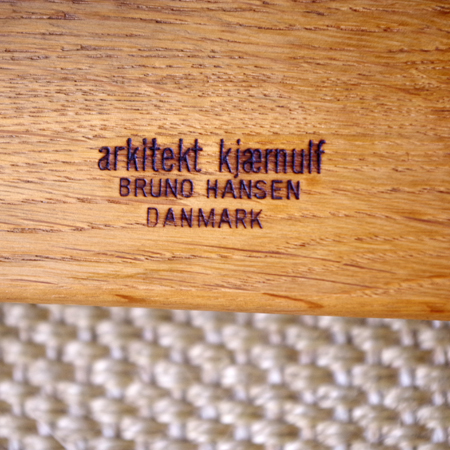 arkitekt kjærnulf
BRUNO HANSEN
DANMARK